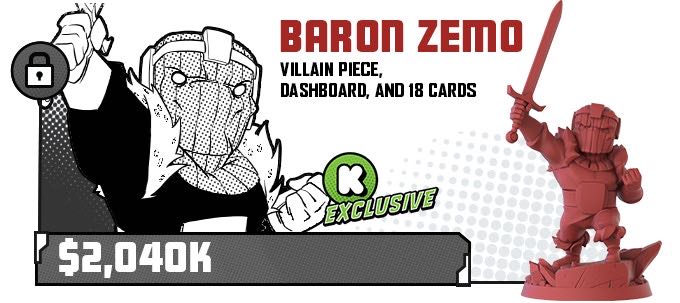 BARON ZEMO
VILLAIN PIECE,
DASHBOARD, AND 18 CARDS
K
EXCLUSIVE
$2,040K